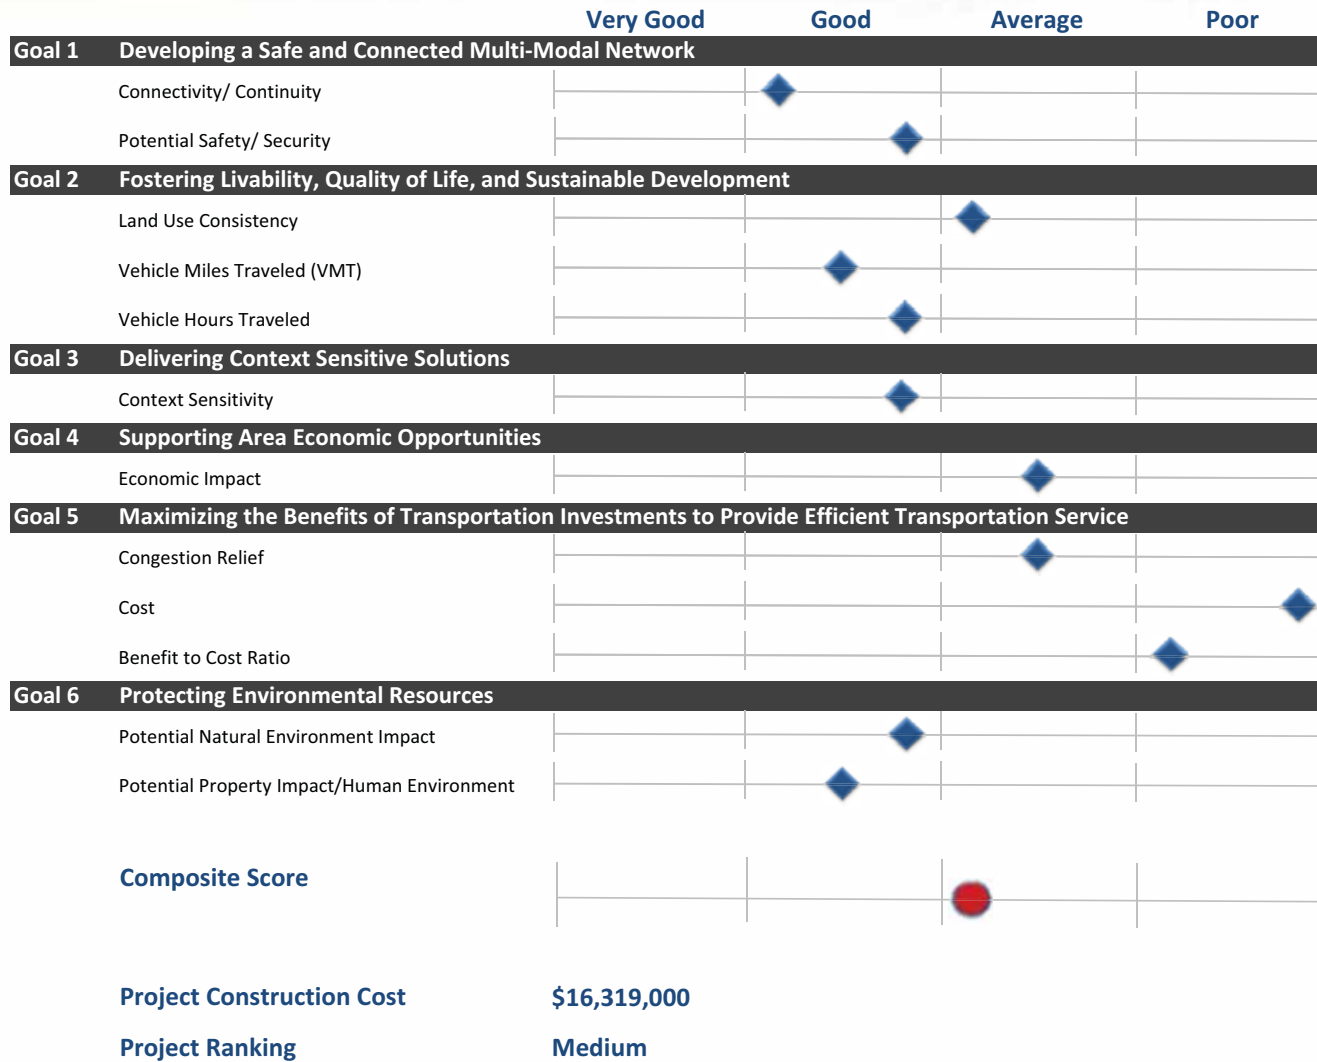 Very Good Good Average Poor
Goal 1 Developing a Safe and Connected Multi-Modal Network
Connectivity/ Continuity
Potential Safety/ Security
Goal 2 Fostering Livability, Quality of Life, and Sustainable Development
Land Use Consistency
Vehicle Miles Traveled (VMT)
Vehicle Hours Traveled
Goal 3 Delivering Context Sensitive Solutions
Context Sensitivity
Goal 4 Supporting Area Economic Opportunities
Economic Impact
Goal 5 Maximizing the Benefits of Transportation Investments to Provide Efficient Transportation Service
Congestion Relief
Cost
Benefit to Cost Ratio
Goal 6 Protecting Environmental Resources
Potential Natural Environment Impact
Potential Property Impact/Human Environment
Composite Score
Project Construction Cost $16,319,000
Project Ranking Medium